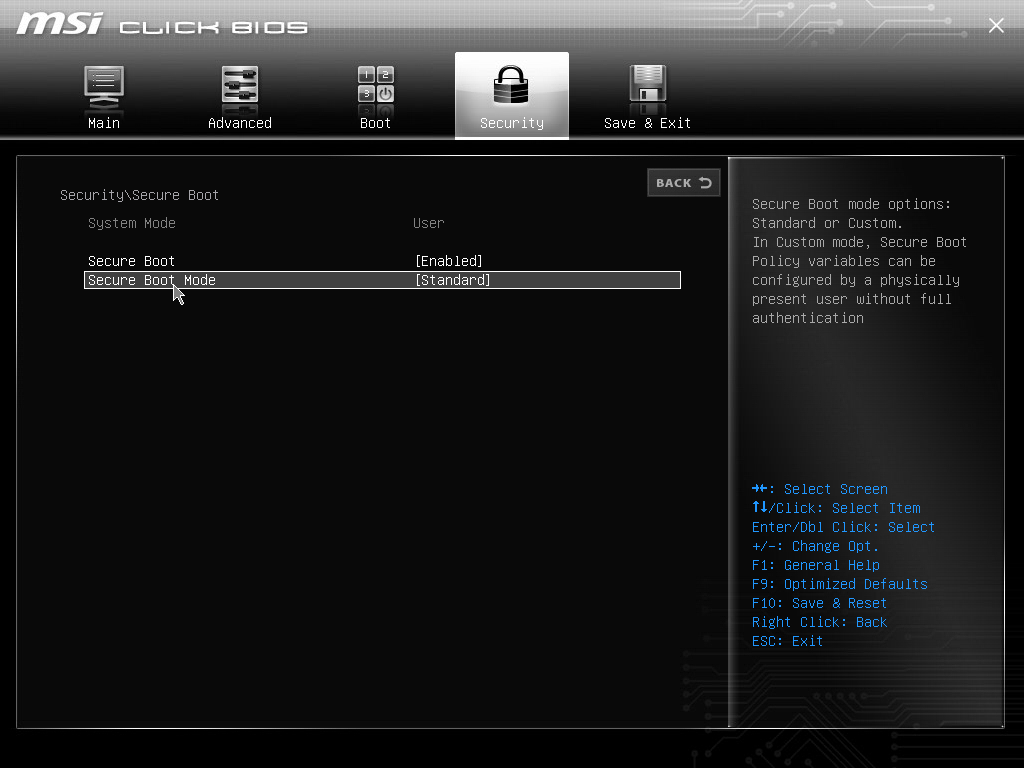 msi CLICK BIOS
Main
Advanced
1 2
3
Boot
Security
Save & Exit
Security\Secure Boot
BACK
System Mode User
Secure Boot [Enabled]
Secure Boot Mode [Standard]
Secure Boot mode options:
Standard or Custom.
In Custom mode, Secure Boot
Policy variables can be
configured by a physically
present user without full
authentication
→←: Select Screen
↑↓/Click: Select Item
Enter/Dbl Click: Select
+/-: Change Opt.
F1: General Help
F9: Optimized Defaults
F10: Save & Reset
Right Click: Back
ESC: Exit